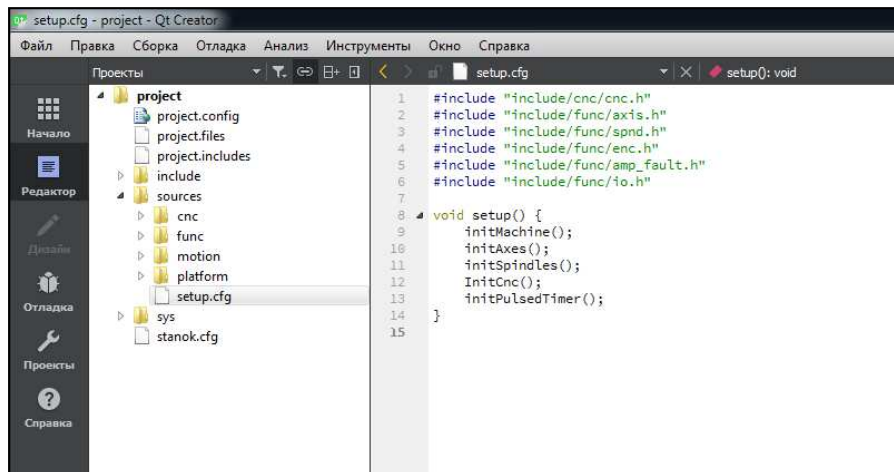 setup.cfg - project - Qt Creator
Файл Правка Сборка Отладка Анализ Инструменты Окно Справка
Проекты
setup.cfg
setup(): void
Начало
Редактор
Дизайн
Отладка
Проекты
Справка
project
project.config
project.files
project.includes
include
sources
cnc
func
motion
platform
setup.cfg
sys
stanok.cfg
1 #include "include/cnc/cnc.h"
2 #include "include/func/axis.h"
3 #include "include/func/spnd.h"
4 #include "include/func/enc.h"
5 #include "include/func/amp_fault.h"
6 #include "include/func/io.h"
7
8 void setup() {
9 initMachine();
10 initAxes();
11 initSpindles();
12 InitCnc();
13 initPulsedTimer();
14 }
15